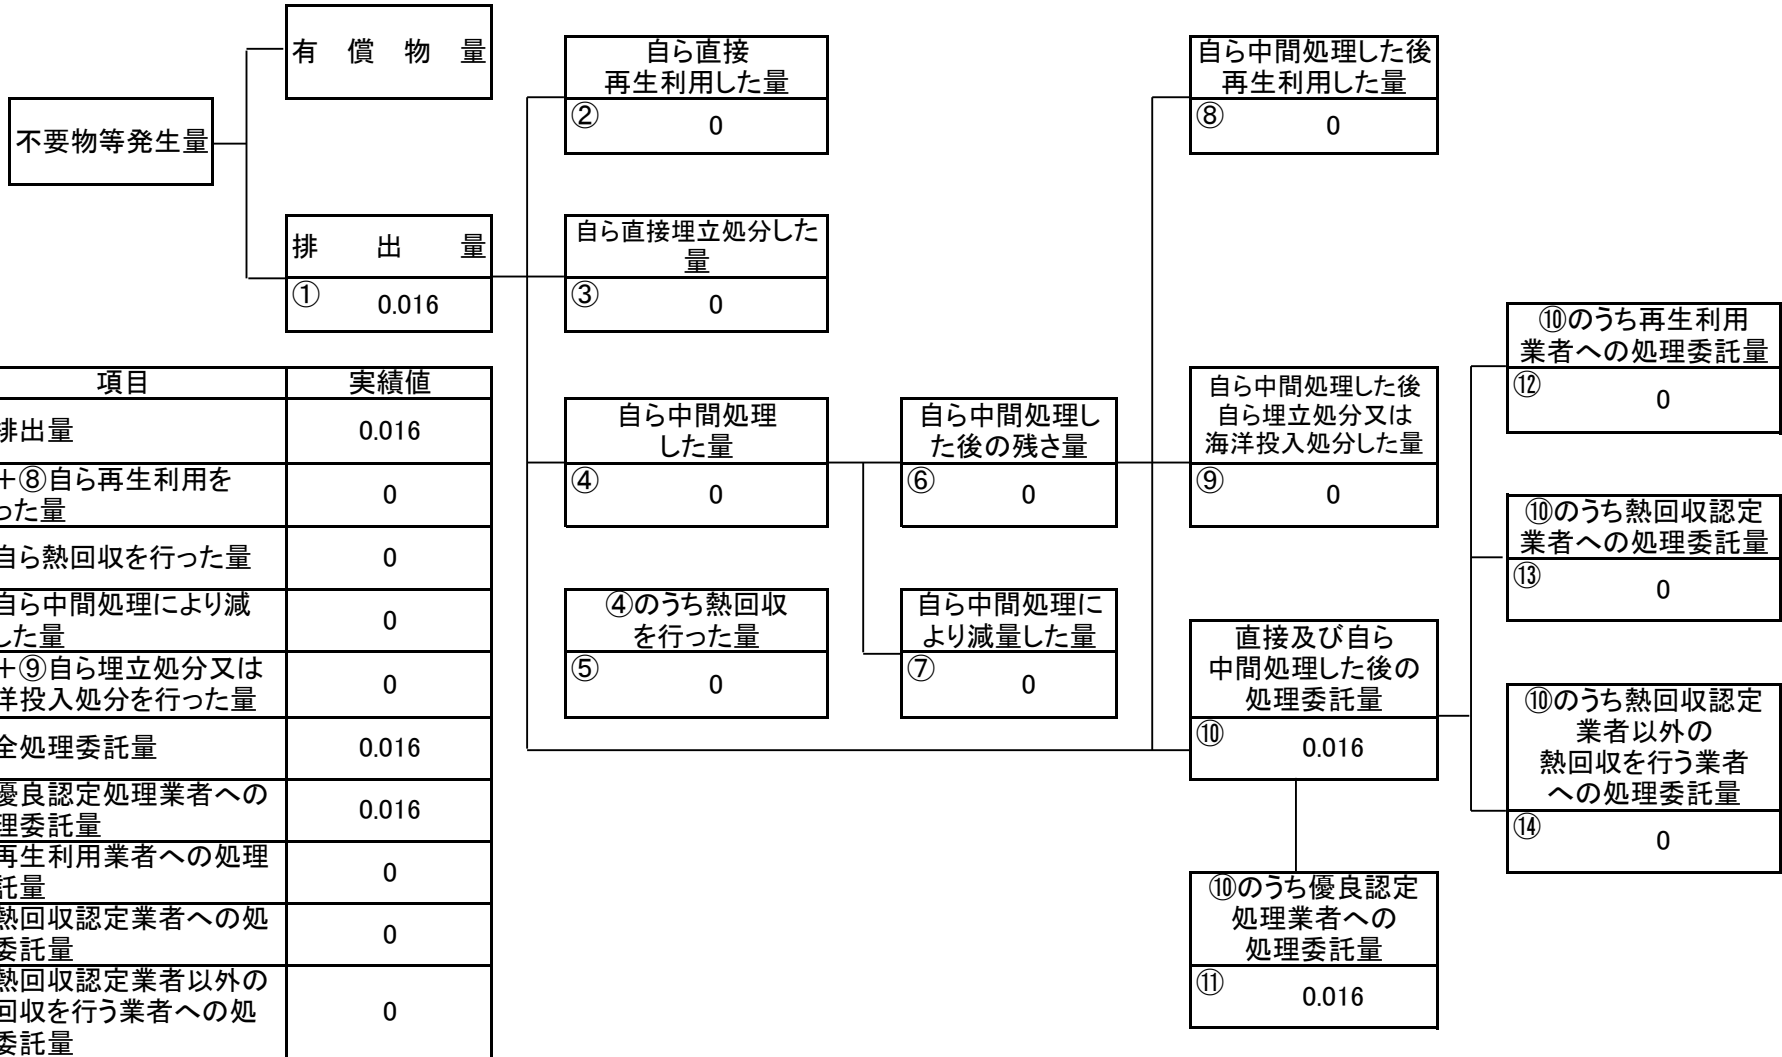 有償物量
不要物等発生量
排出量
① 0.016
自ら直接
再生利用した量
② 0
自ら直接埋立処分した
量
③ 0
自ら中間処理
した量
④ 0
④のうち熱回収
を行った量
⑤ 0
自ら中間処理し
た後の残さ量
⑥ 0
自ら中間処理に
より減量した量
⑦ 0
自ら中間処理した後
再生利用した量
⑧ 0
自ら中間処理した後
自ら埋立処分又は
海洋投入処分した量
⑨ 0
直接及び自ら
中間処理した後の
処理委託量
⑩ 0.016
⑩のうち優良認定
処理業者への
処理委託量
⑪ 0.016
⑩のうち再生利用
業者への処理委託量
⑫ 0
⑩のうち熱回収認定
業者への処理委託量
⑬ 0
⑩のうち熱回収認定
業者以外の
熱回収を行う業者
への処理委託量
⑭ 0
項目 実績値
排出量 0.016
+⑧自ら再生利用を
った量 0
自ら熱回収を行った量 0
自ら中間処理により減
した量 0
+⑨自ら埋立処分又は
洋投入処分を行った量 0
全処理委託量 0.016
優良認定処理業者への
理委託量 0.016
再生利用業者への処理
託量 0
熱回収認定業者への処
委託量 0
熱回収認定業者以外の
回収を行う業者への処
委託量 0